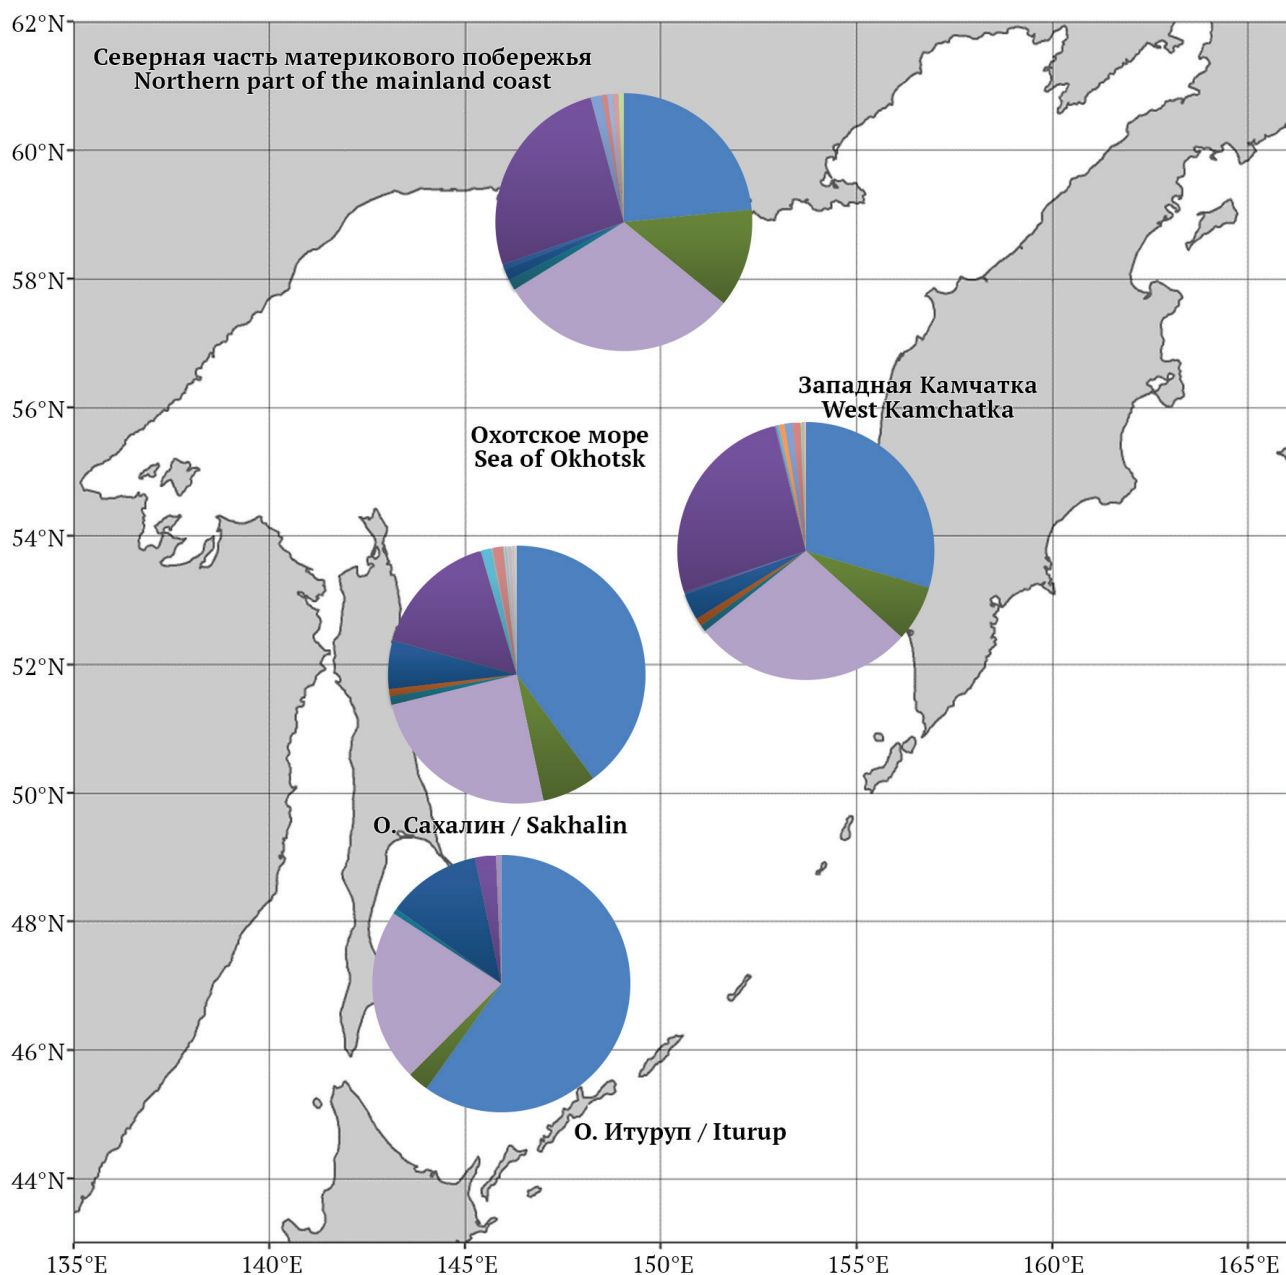 62°N
Северная часть материкового побережья
Northern part of the mainland coast
60°N
58°N
56°N
Западная Камчатка
West Kamchatka
Охотское море
Sea of Okhotsk
54°N
52°N
50°N
О. Сахалин / Sakhalin
48°N
46°N
О. Итуруп / Iturup
44°N
135°E 140°E 145°E 150°E 155°E 160°E 165°E